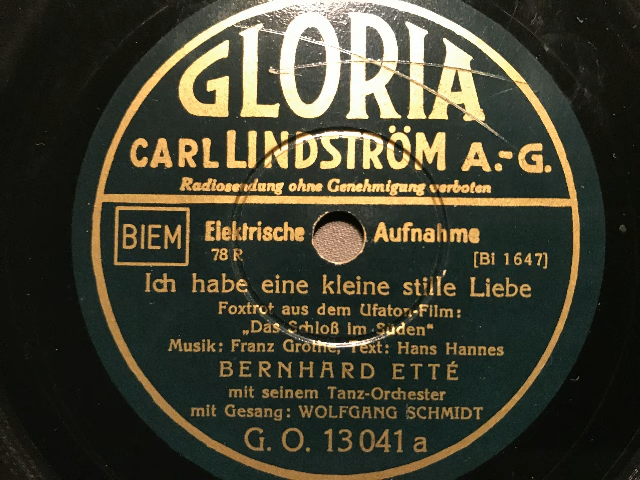 GLORIA
CARL LINDSTRÖM A.-G.
Radiosendung ohne Genehmigung verboten
BIEM
Elektrische Aufnahme
78 R [Bi 1647]
Ich habe eine kleine stille Liebe
Foxtrot aus dem Ufaton-Film:
„Das Schloß im Süden“
Musik: Franz Grothe, Text: Hans Hannes
BERNHARD ETTÉ
mit seinem Tanz-Orchester
mit Gesang: WOLFGANG SCHMIDT
G. O. 13 041 a